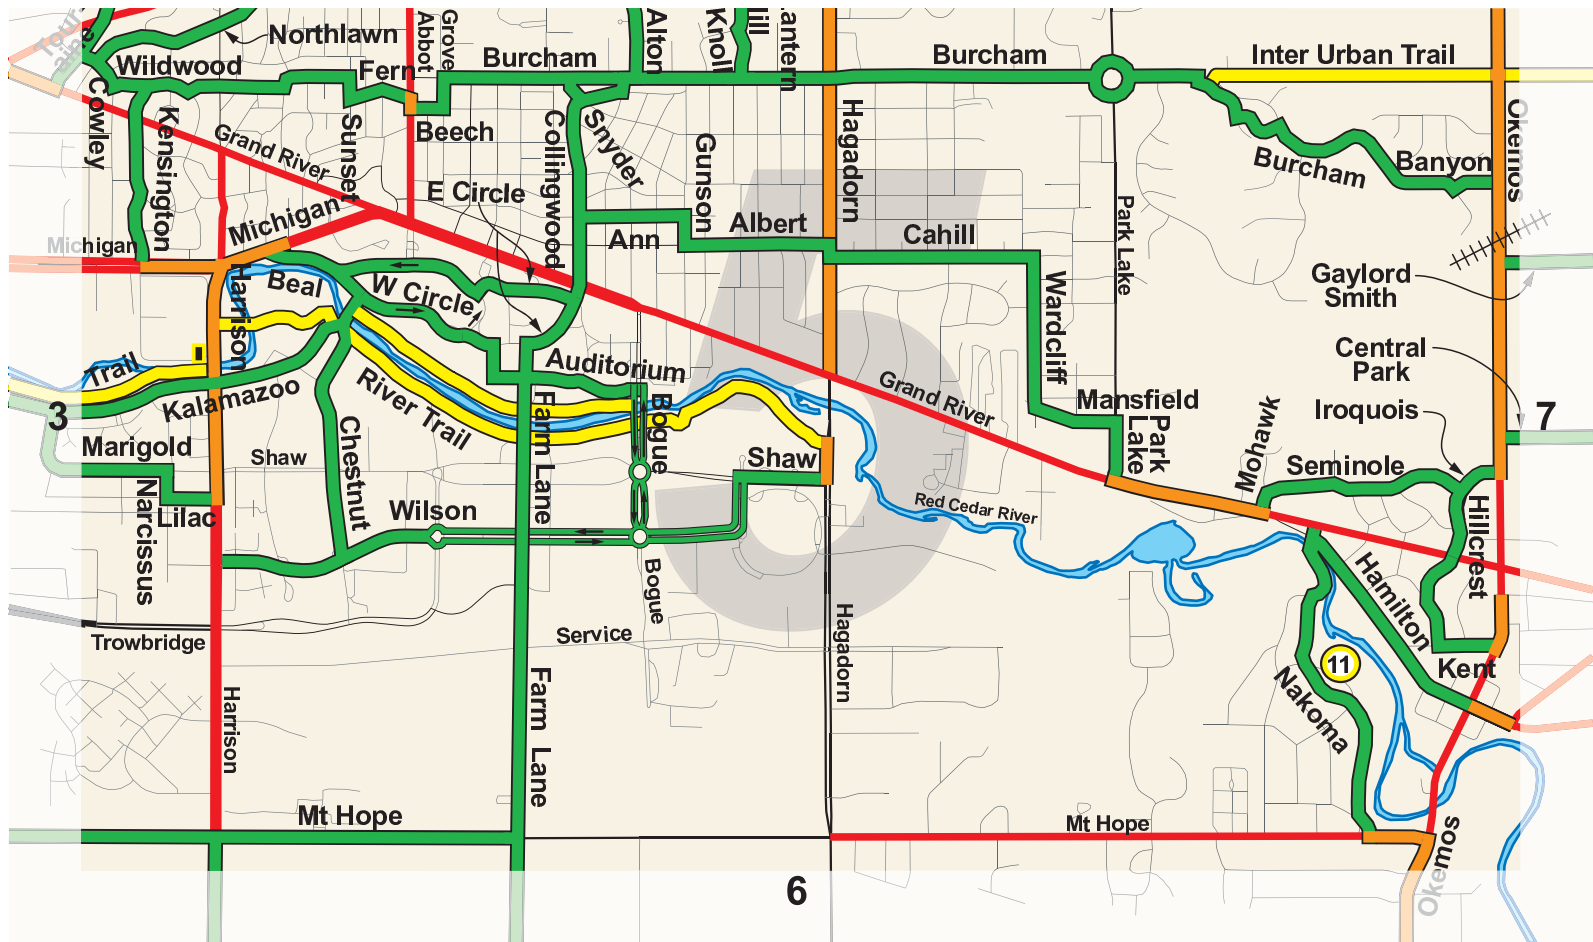 Tour
Northlawn
Grove
Abbot
Alton
Knoll
Burcham
Burcham
Inter Urban Trail
Wildwood
Fern
Cowley
Kensington
Grand River
Sunset
Beech
Collingwood
Snyder
Gunson
Hagadorn
Okemos
Burcham
Banyon
E Circle
Michigan
Michigan
Ann
Albert
Cahill
Park Lake
Gaylord
Smith
Harrison
Beal
W Circle
Wardcliff
Central
Park
5
Trail
Kalamazoo
River Trail
Auditorium
Grand River
Mansfield
Park
Lake
Iroquois
3
7
Marigold
Shaw
Chestnut
Farm Lane
Bogue
Shaw
Mohawk
Seminole
Narcissus
Lilac
Wilson
Red Cedar River
Hillcrest
Bogue
Hagadorn
Hamilton
Trowbridge
Service
Harrison
Farm Lane
11
Kent
Nakoma
Mt Hope
Mt Hope
Okemos
6